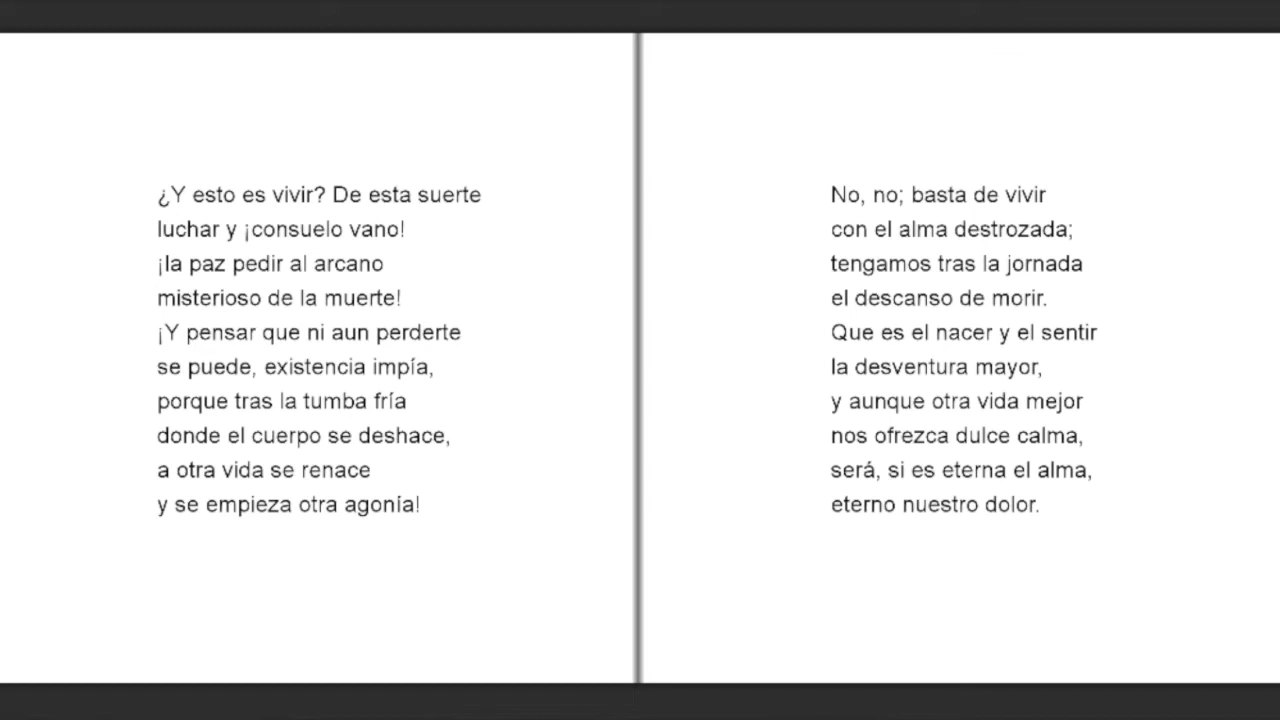 ¿Y esto es vivir? De esta suerte
luchar y ¡consuelo vano!
¡la paz pedir al arcano
misterioso de la muerte!
¡Y pensar que ni aun perderte
se puede, existencia impía,
porque tras la tumba fría
donde el cuerpo se deshace,
a otra vida se renace
y se empieza otra agonía!
No, no; basta de vivir
con el alma destrozada;
tengamos tras la jornada
el descanso de morir.
Que es el nacer y el sentir
la desventura mayor,
y aunque otra vida mejor
nos ofrezca dulce calma,
será, si es eterna el alma,
eterno nuestro dolor.